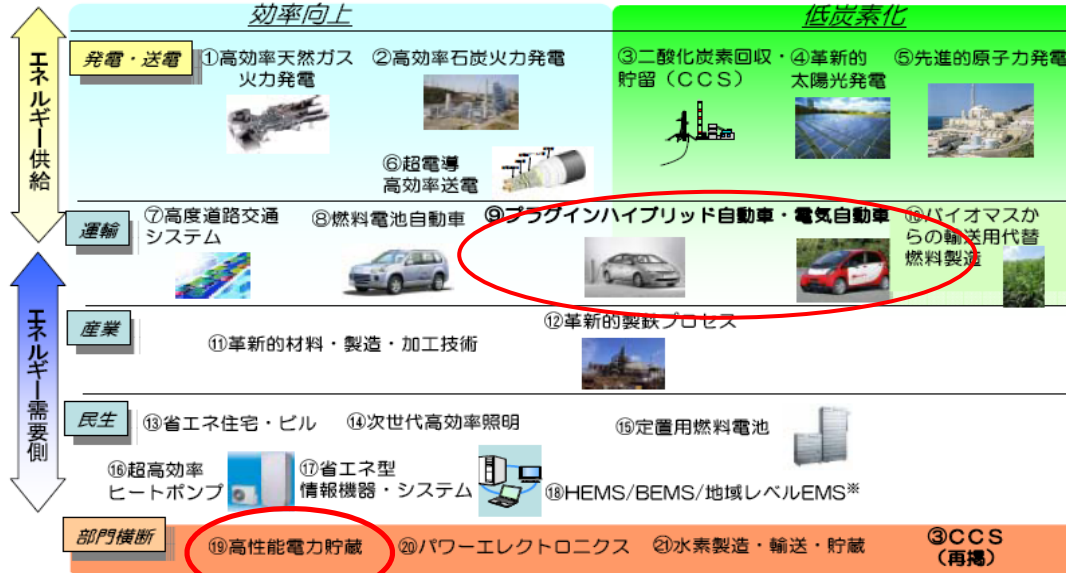 効率向上
低炭素化
エネルギー供給
発電・送電
①高効率天然ガス
火力発電
②高効率石炭火力発電
③二酸化炭素回収・
貯留（CCS）
④革新的
太陽光発電
⑤先進的原子力発電
⑥超電導
高効率送電
運輸
⑦高度道路交通
システム
⑧燃料電池自動車
⑨プラグインハイブリッド自動車・電気自動車
⑩バイオマスか
らの輸送用代替
燃料製造
エネルギー需要側
産業
⑪革新的材料・製造・加工技術
⑫革新的製鉄プロセス
民生
⑬省エネ住宅・ビル
⑭次世代高効率照明
⑮定置用燃料電池
⑯超高効率
ヒートポンプ
⑰省エネ型
情報機器・システム
⑱HEMS/BEMS/地域レベルEMS※
部門横断
⑲高性能電力貯蔵
⑳パワーエレクトロニクス
㉑水素製造・輸送・貯蔵
③CCS
（再掲）